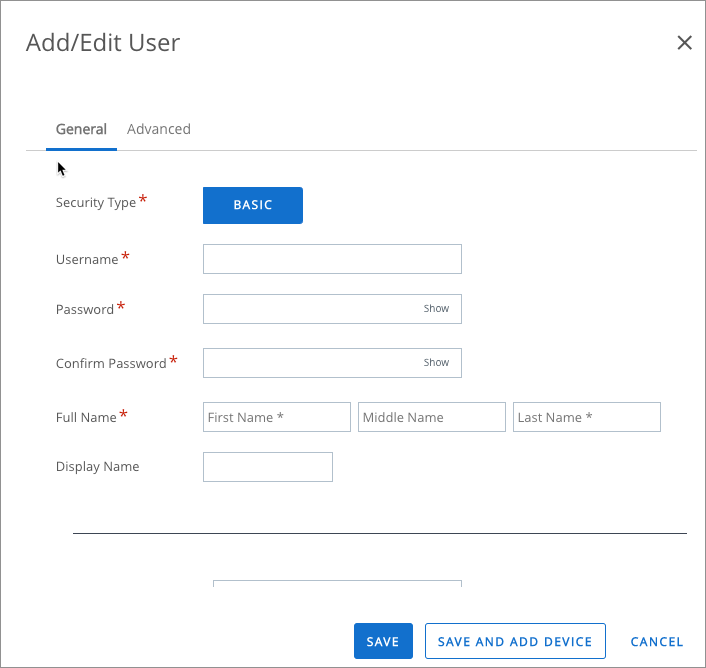 Add/Edit User
General Advanced
Security Type * BASIC
Username *
Password * Show
Confirm Password * Show
Full Name * First Name * Middle Name Last Name *
Display Name
SAVE SAVE AND ADD DEVICE CANCEL